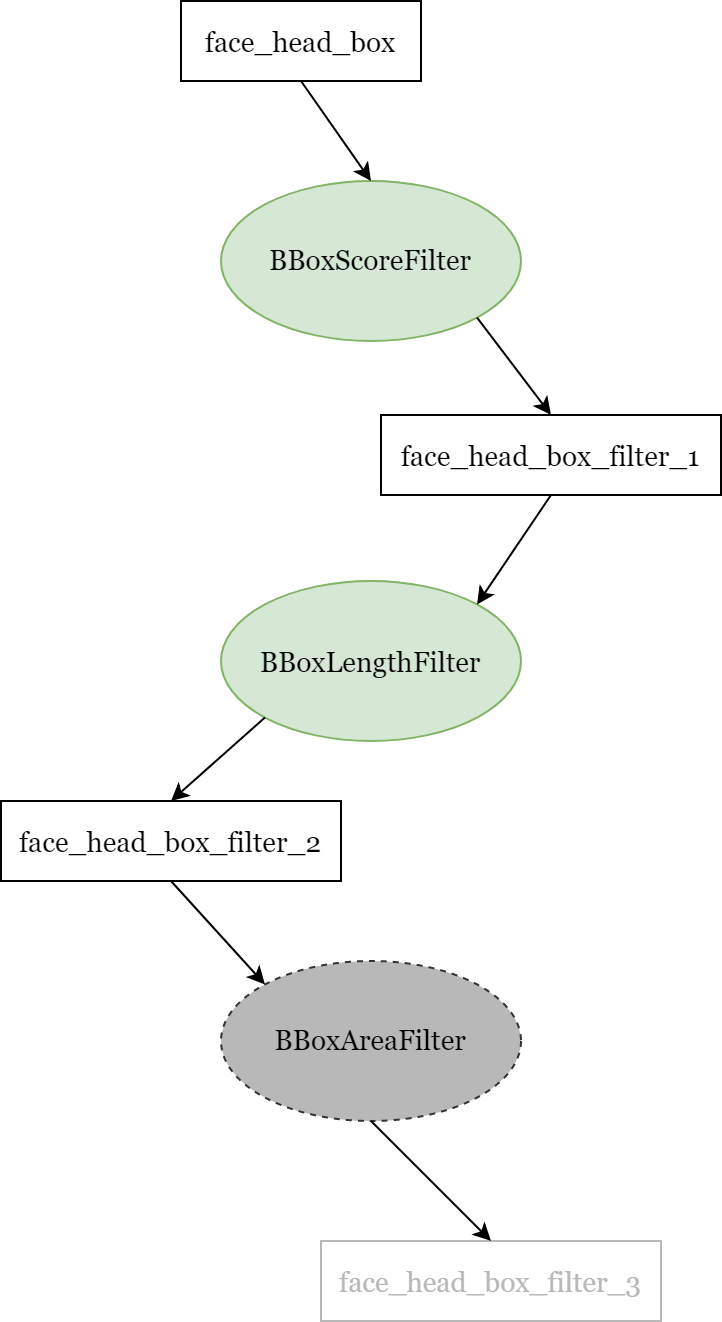 face_head_box
BBoxScoreFilter
face_head_box_filter_1
BBoxLengthFilter
face_head_box_filter_2
BBoxAreaFilter
face_head_box_filter_3